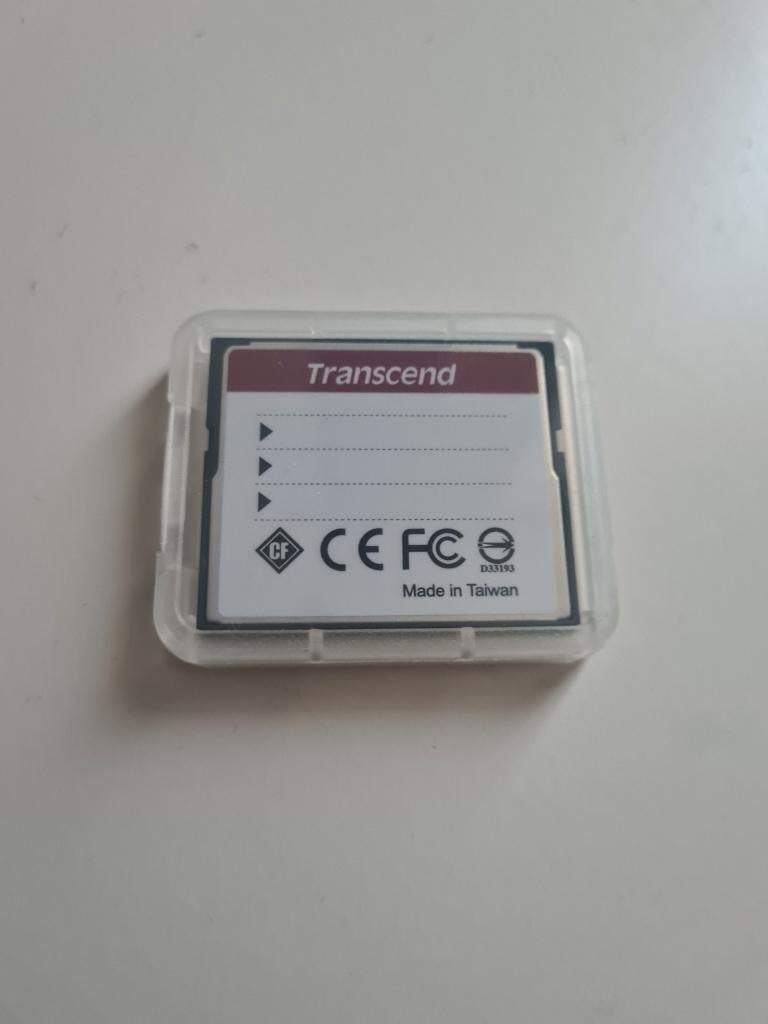 Transcend
CF CE FC D33193
Made in Taiwan